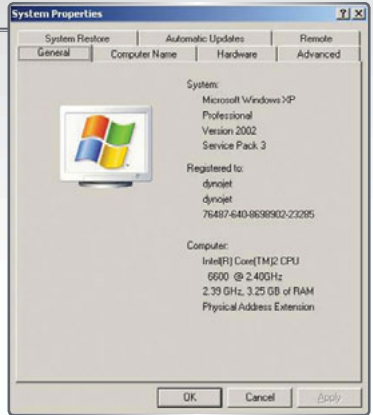 System Properties
System Restore Automatic Updates Remote
General Computer Name Hardware Advanced
System:
Microsoft Windows XP
Professional
Version 2002
Service Pack 3
Registered to:
dynojet
dynojet
76487-640-8698902-23285
Computer:
Intel(R) Core(TM)2 CPU
6600 @ 2.40GHz
2.39 GHz, 3.25 GB of RAM
Physical Address Extension
OK Cancel Apply